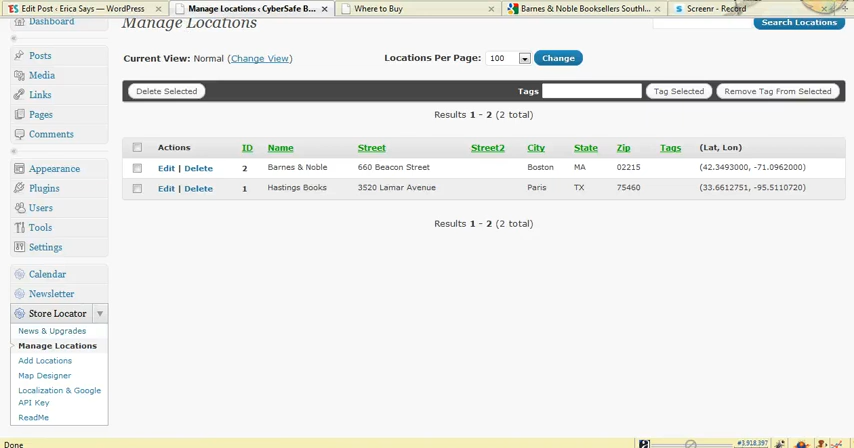 Edit Post ‹ Erica Says — WordPress
Manage Locations ‹ CyberSafe B...
Where to Buy
Barnes & Noble Booksellers Southl...
Screenr - Record
Dashboard
Manage Locations
Search Locations
Posts
Media
Links
Pages
Comments
Appearance
Plugins
Users
Tools
Settings
Calendar
Newsletter
Store Locator
News & Upgrades
Manage Locations
Add Locations
Map Designer
Localization & Google
API Key
ReadMe
Current View: Normal (Change View)
Locations Per Page: 100 Change
Delete Selected
Tags
Tag Selected
Remove Tag From Selected
Results 1 - 2 (2 total)
Actions ID Name Street Street2 City State Zip Tags (Lat, Lon)
Edit | Delete 2 Barnes & Noble 660 Beacon Street Boston MA 02215 (42.3493000, -71.0962000)
Edit | Delete 1 Hastings Books 3520 Lamar Avenue Paris TX 75460 (33.6612751, -95.5110720)
Results 1 - 2 (2 total)
Done
#3,918,397